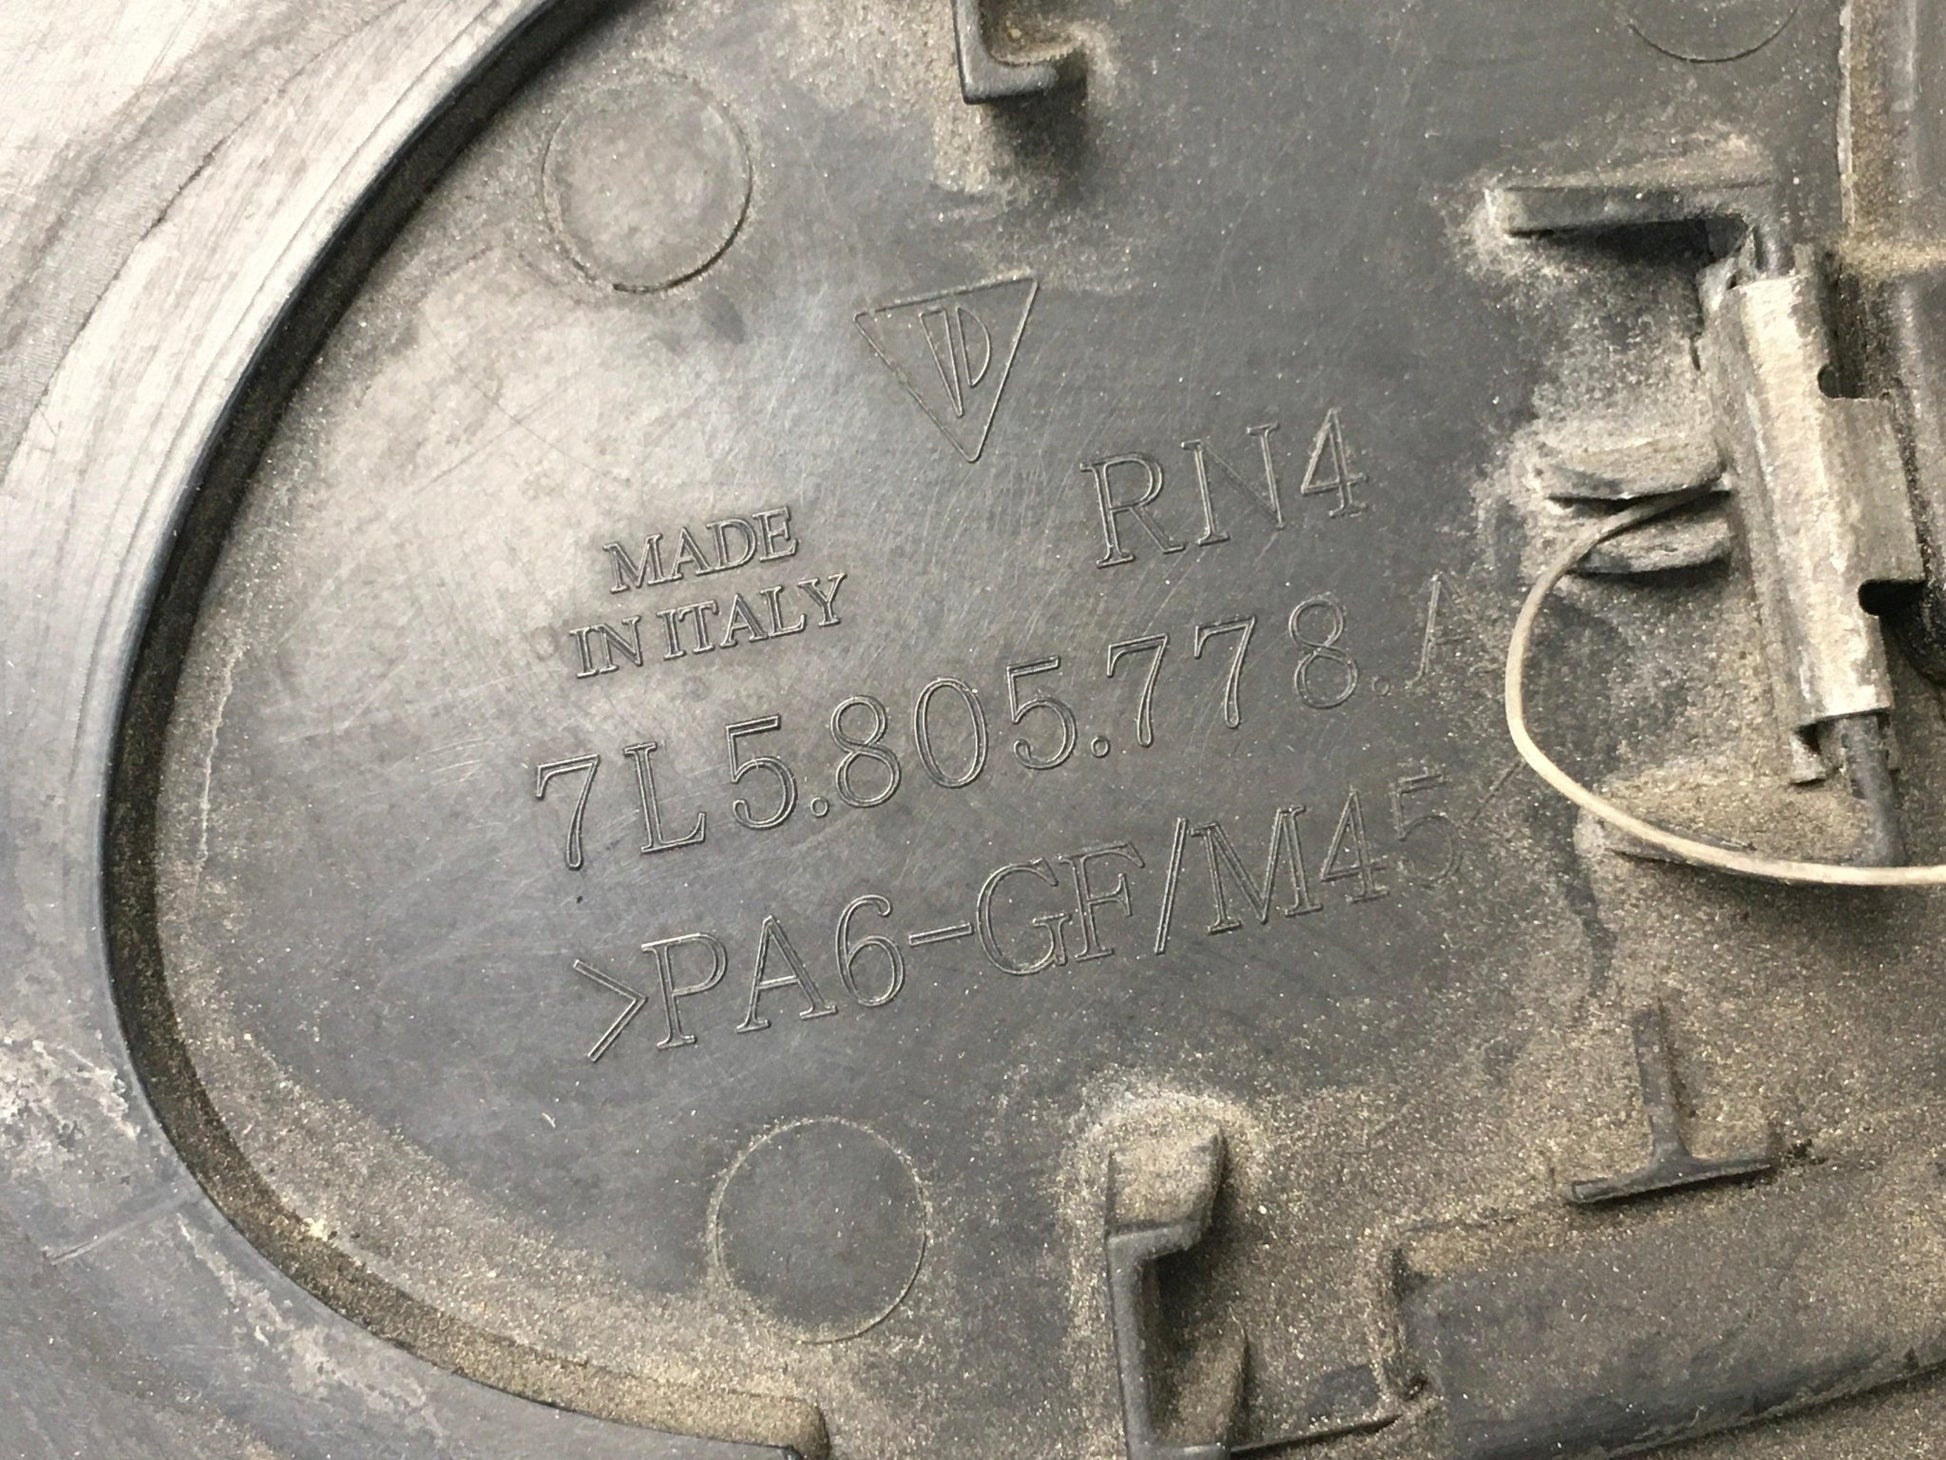 RN4
MADE
IN ITALY
7L5.805.778.A
>PA6-GF/M45